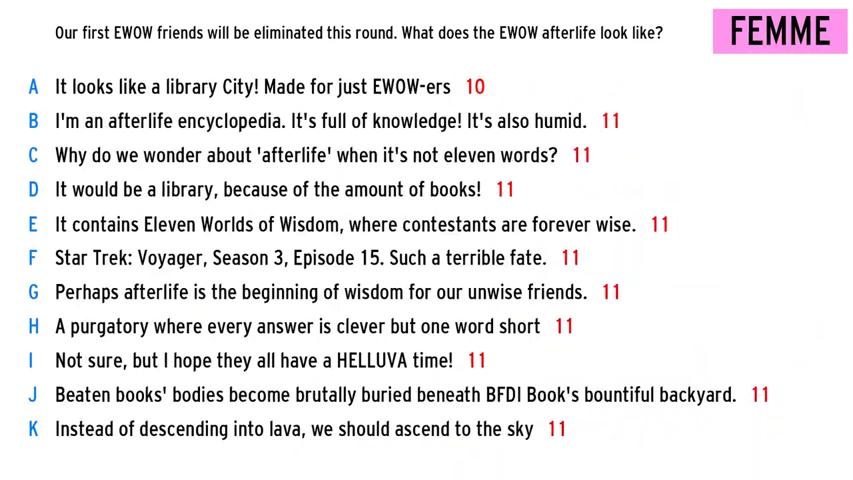 Our first EWOW friends will be eliminated this round. What does the EWOW afterlife look like?
FEMME
A It looks like a library City! Made for just EWOW-ers 10
B I'm an afterlife encyclopedia. It's full of knowledge! It's also humid. 11
C Why do we wonder about 'afterlife' when it's not eleven words? 11
D It would be a library, because of the amount of books! 11
E It contains Eleven Worlds of Wisdom, where contestants are forever wise. 11
F Star Trek: Voyager, Season 3, Episode 15. Such a terrible fate. 11
G Perhaps afterlife is the beginning of wisdom for our unwise friends. 11
H A purgatory where every answer is clever but one word short 11
I Not sure, but I hope they all have a HELLUVA time! 11
J Beaten books' bodies become brutally buried beneath BFDI Book's bountiful backyard. 11
K Instead of descending into lava, we should ascend to the sky 11